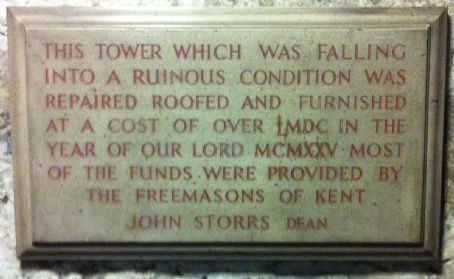 THIS TOWER WHICH WAS FALLING
INTO A RUINOUS CONDITION WAS
REPAIRED ROOFED AND FURNISHED
AT A COST OF OVER £MDC IN THE
YEAR OF OUR LORD MCMXXV MOST
OF THE FUNDS WERE PROVIDED BY
THE FREEMASONS OF KENT
JOHN STORRS DEAN